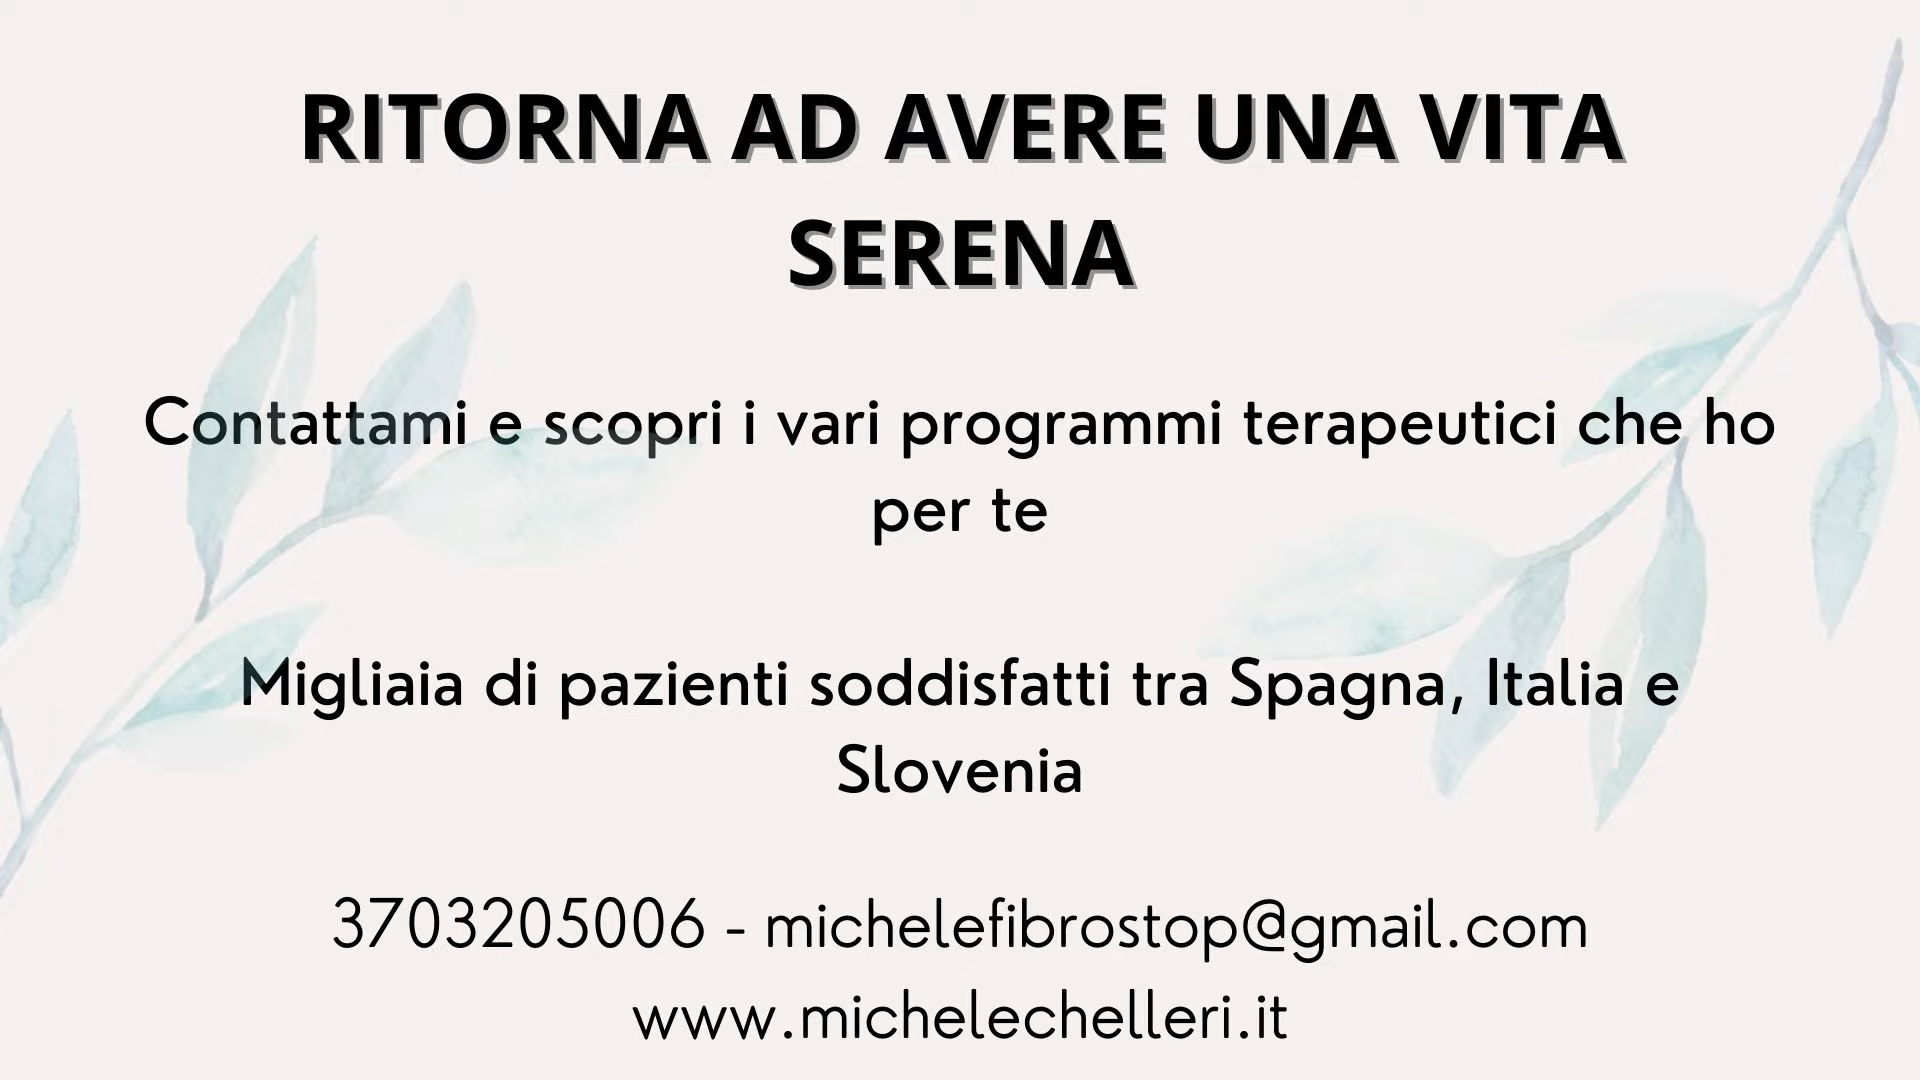 RITORNA AD AVERE UNA VITA
SERENA
Contattami e scopri i vari programmi terapeutici che ho
per te
Migliaia di pazienti soddisfatti tra Spagna, Italia e
Slovenia
3703205006 - michelefibrostop@gmail.com
www.michelechelleri.it